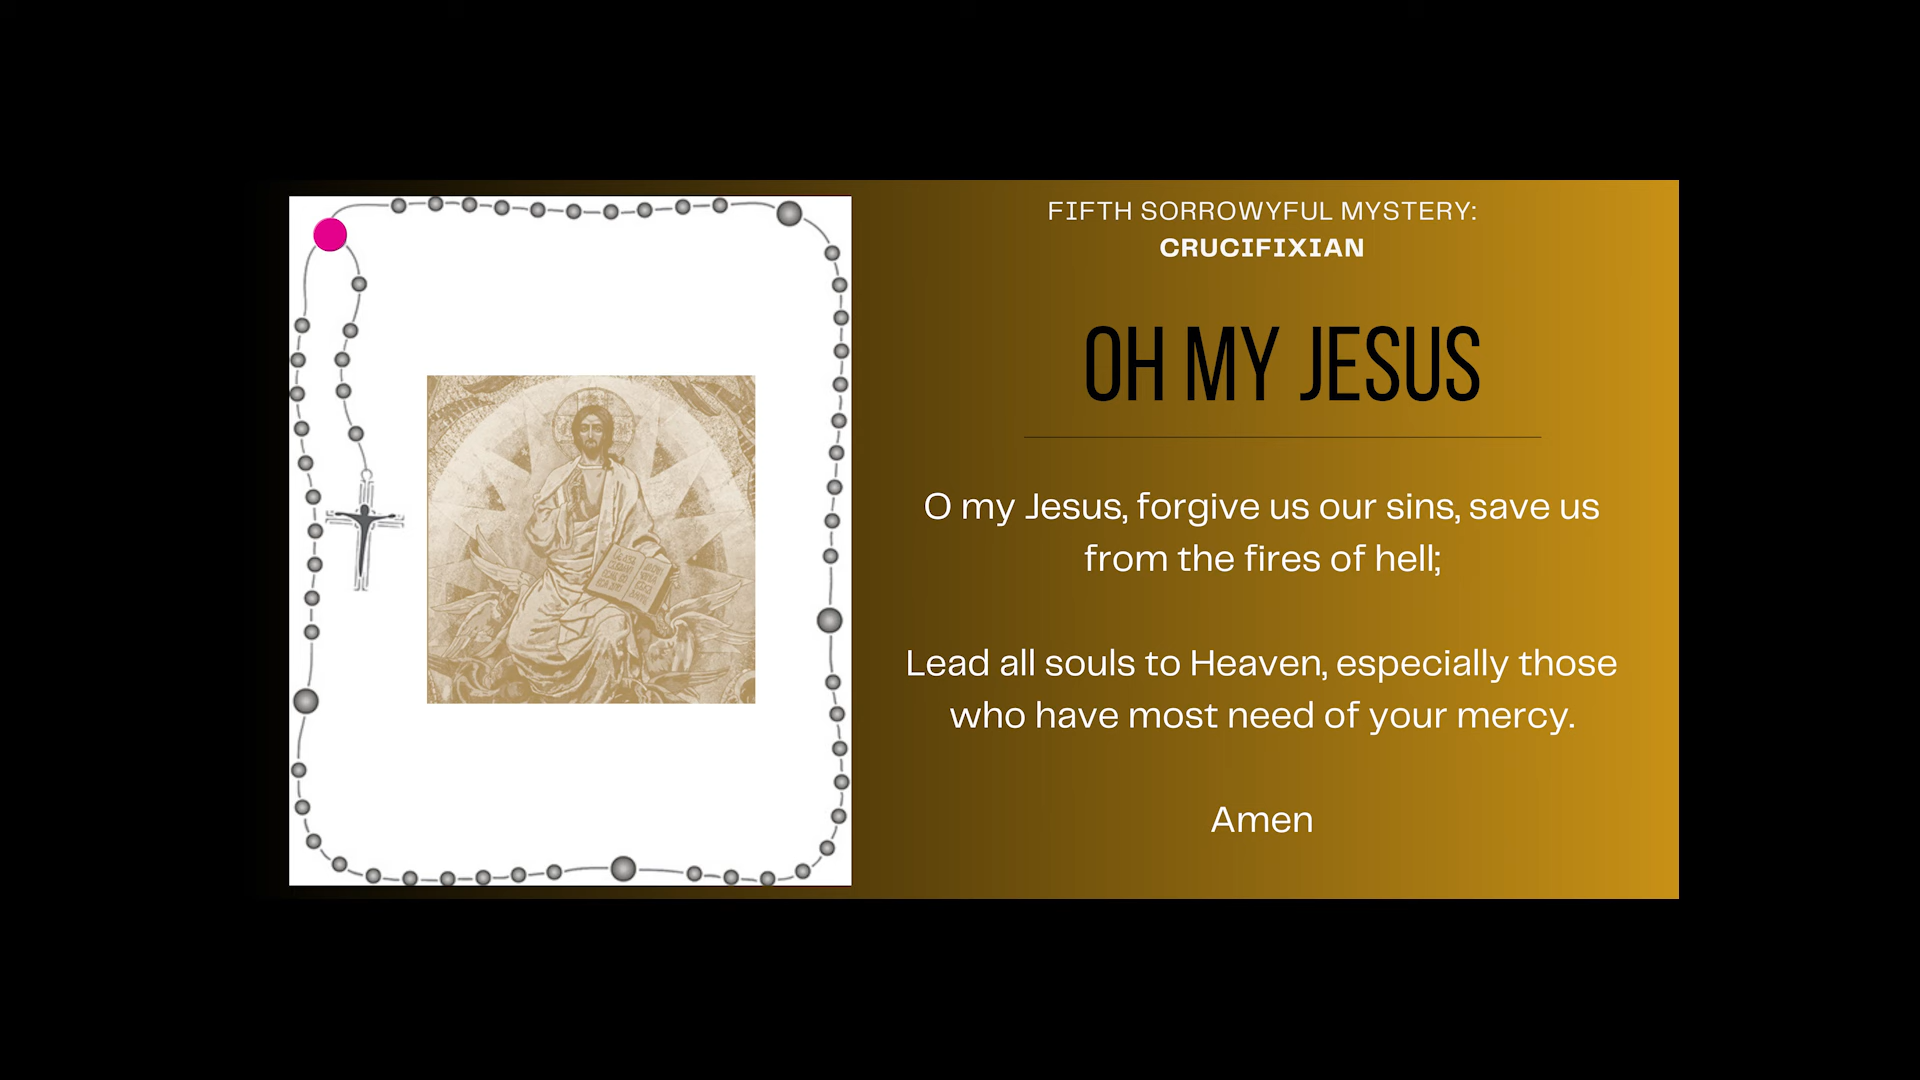 FIFTH SORROWYFUL MYSTERY:
CRUCIFIXIAN
OH MY JESUS
O my Jesus, forgive us our sins, save us
from the fires of hell;
Lead all souls to Heaven, especially those
who have most need of your mercy.
Amen